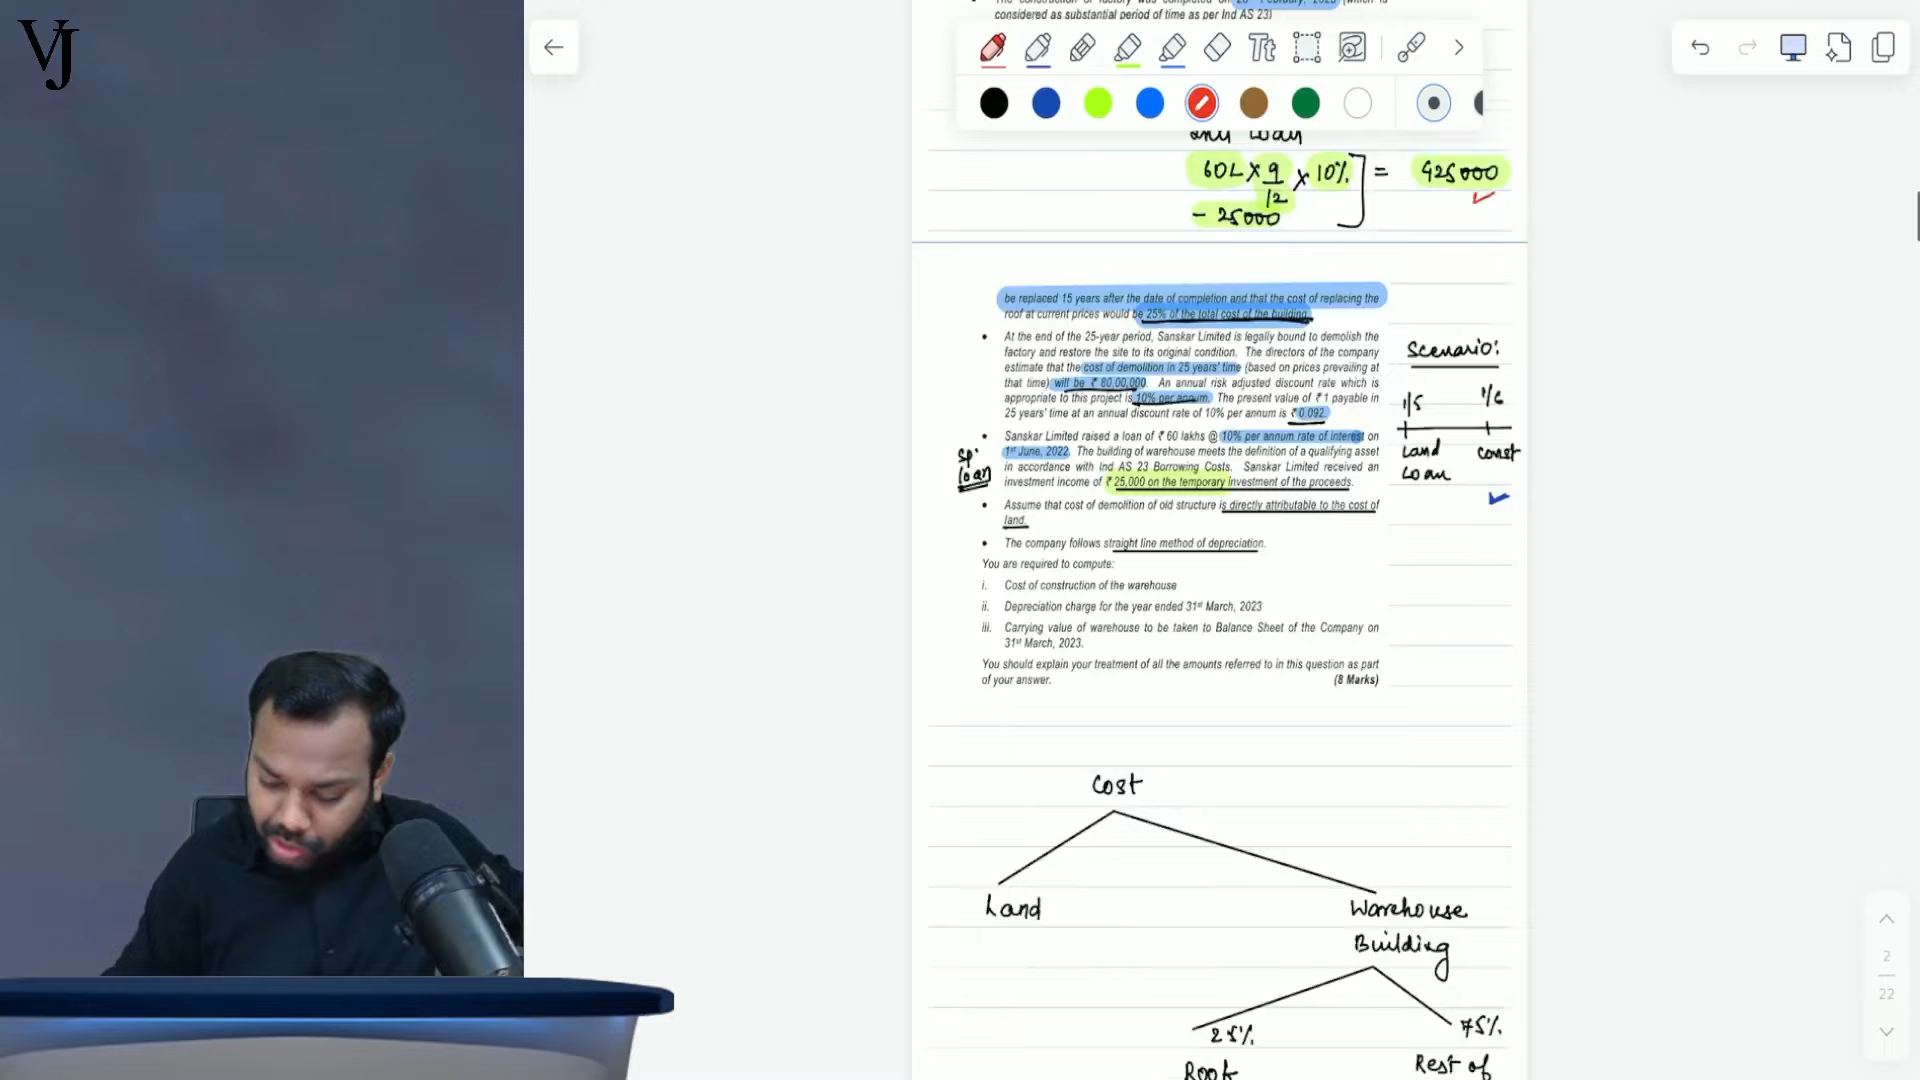 VJ
The construction of factory was completed on 28th February, 2023 (which is
considered as substantial period of time as per Ind AS 23)
Tt
60L x 9/12 x 10% = 425000
- 25000
be replaced 15 years after the date of completion and that the cost of replacing the
roof at current prices would be 25% of the total cost of the building.
• At the end of the 25-year period, Sanskar Limited is legally bound to demolish the
factory and restore the site to its original condition. The directors of the company
estimate that the cost of demolition in 25 years' time (based on prices prevailing at
that time) will be ₹ 80,00,000. An annual risk adjusted discount rate which is
appropriate to this project is 10% per annum. The present value of ₹ 1 payable in
25 years' time at an annual discount rate of 10% per annum is ₹ 0.092.
• Sanskar Limited raised a loan of ₹ 60 lakhs @ 10% per annum rate of interest on
1st June, 2022. The building of warehouse meets the definition of a qualifying asset
in accordance with Ind AS 23 Borrowing Costs. Sanskar Limited received an
investment income of ₹ 25,000 on the temporary investment of the proceeds.
• Assume that cost of demolition of old structure is directly attributable to the cost of
land.
• The company follows straight line method of depreciation.
You are required to compute:
i. Cost of construction of the warehouse
ii. Depreciation charge for the year ended 31st March, 2023
iii. Carrying value of warehouse to be taken to Balance Sheet of the Company on
31st March, 2023.
You should explain your treatment of all the amounts referred to in this question as part
of your answer. (8 Marks)
Sp.
loan
Scenario:
1/5 1/6
Land Const
Loan
Cost
Land Warehouse
Building
25% 75%
Roof Rest of
2
22